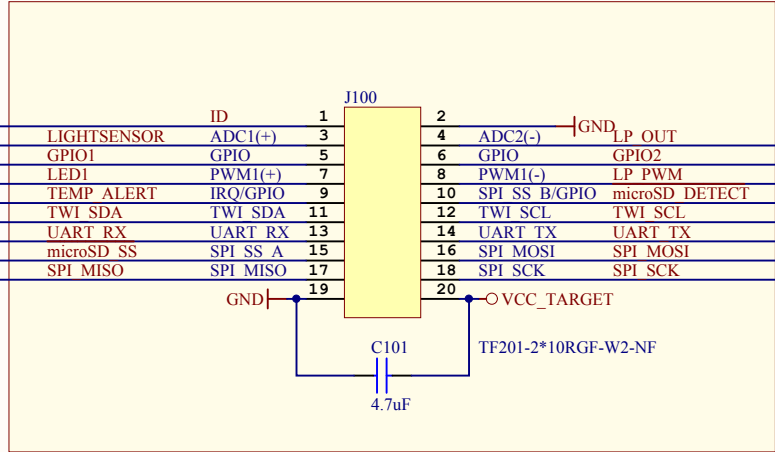 J100
ID 1 2 GND
LIGHTSENSOR ADC1(+) 3 4 ADC2(-) LP_OUT
GPIO1 GPIO 5 6 GPIO GPIO2
LED1 PWM1(+) 7 8 PWM1(-) LP_PWM
TEMP_ALERT IRQ/GPIO 9 10 SPI_SS_B/GPIO microSD_DETECT
TWI_SDA TWI_SDA 11 12 TWI_SCL TWI_SCL
UART_RX UART_RX 13 14 UART_TX UART_TX
microSD_SS SPI_SS_A 15 16 SPI_MOSI SPI_MOSI
SPI_MISO SPI_MISO 17 18 SPI_SCK SPI_SCK
GND 19 20 VCC_TARGET
C101 TF201-2*10RGF-W2-NF
4.7uF